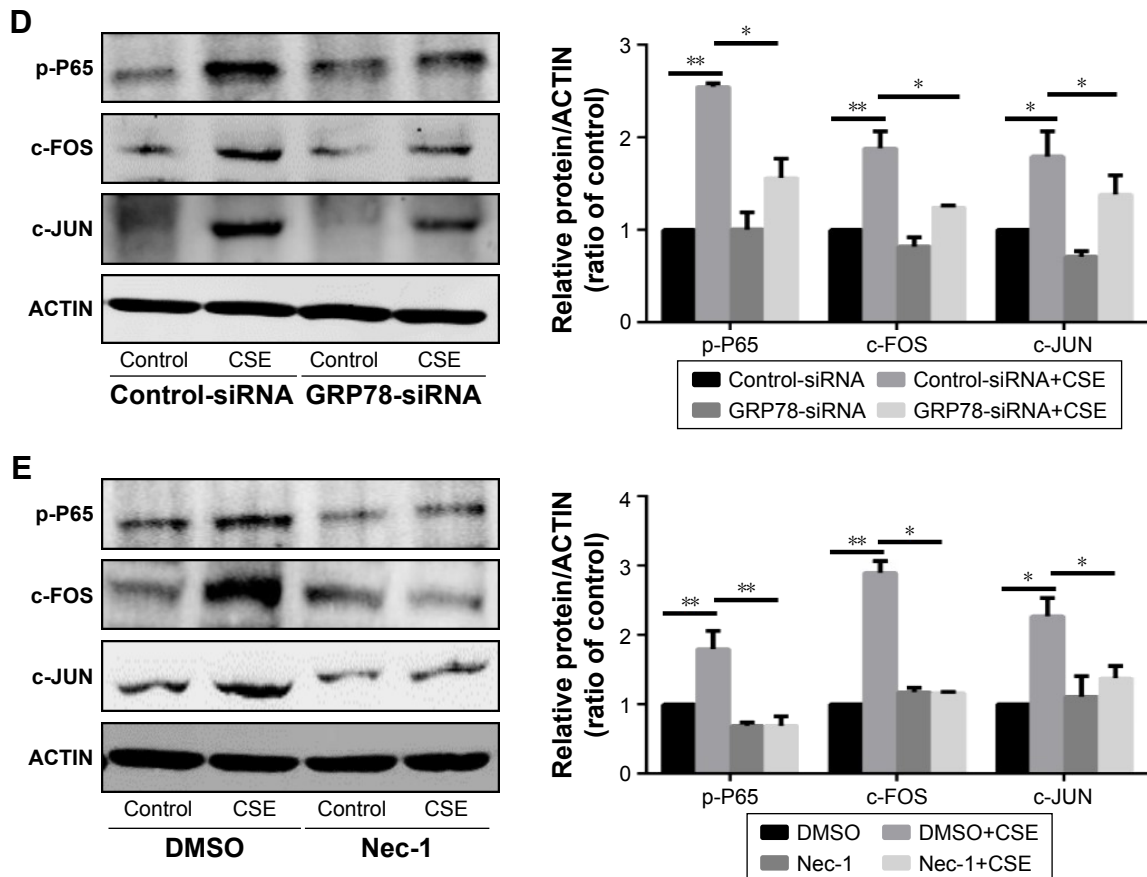 D
p-P65
c-FOS
c-JUN
ACTIN
Control CSE Control CSE
Control-siRNA GRP78-siRNA
Relative protein/ACTIN
(ratio of control)
3
2
1
0
** *
** *
* *
p-P65 c-FOS c-JUN
Control-siRNA Control-siRNA+CSE
GRP78-siRNA GRP78-siRNA+CSE
E
p-P65
c-FOS
c-JUN
ACTIN
Control CSE Control CSE
DMSO Nec-1
Relative protein/ACTIN
(ratio of control)
4
3
2
1
0
** **
** *
* *
p-P65 c-FOS c-JUN
DMSO DMSO+CSE
Nec-1 Nec-1+CSE